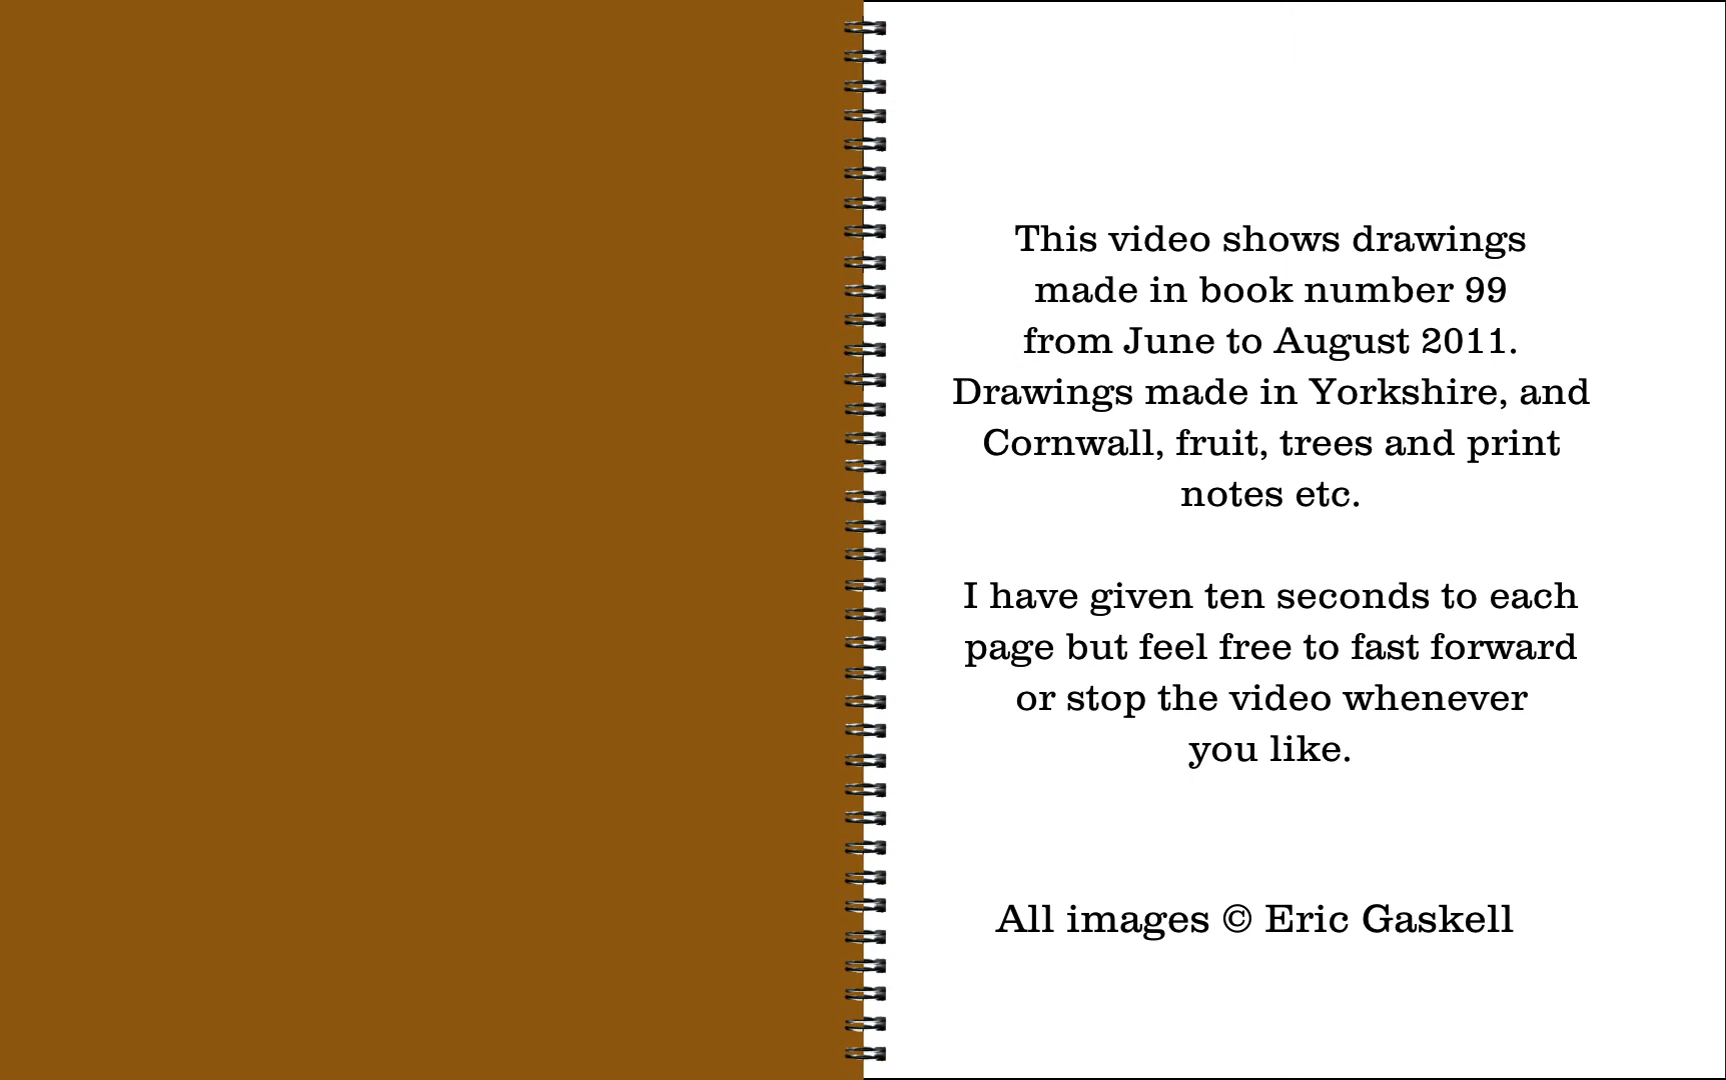 This video shows drawings
made in book number 99
from June to August 2011.
Drawings made in Yorkshire, and
Cornwall, fruit, trees and print
notes etc.
I have given ten seconds to each
page but feel free to fast forward
or stop the video whenever
you like.
All images © Eric Gaskell